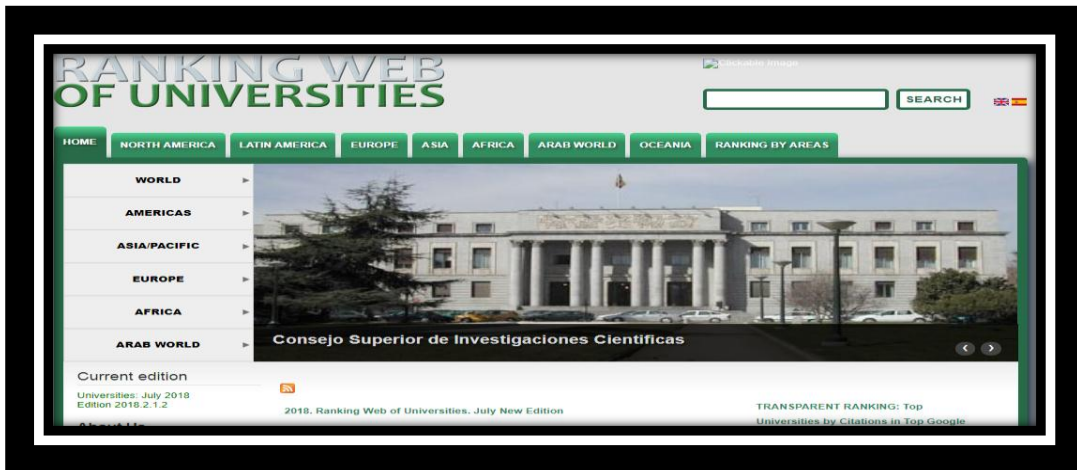 RANKING WEB
OF UNIVERSITIES
Clickable Image
SEARCH
HOME
NORTH AMERICA
LATIN AMERICA
EUROPE
ASIA
AFRICA
ARAB WORLD
OCEANIA
RANKING BY AREAS
WORLD
AMERICAS
ASIA/PACIFIC
EUROPE
AFRICA
ARAB WORLD
Consejo Superior de Investigaciones Cientificas
Current edition
Universities: July 2018
Edition 2018.2.1.2
About Us
2018. Ranking Web of Universities. July New Edition
TRANSPARENT RANKING: Top
Universities by Citations in Top Google